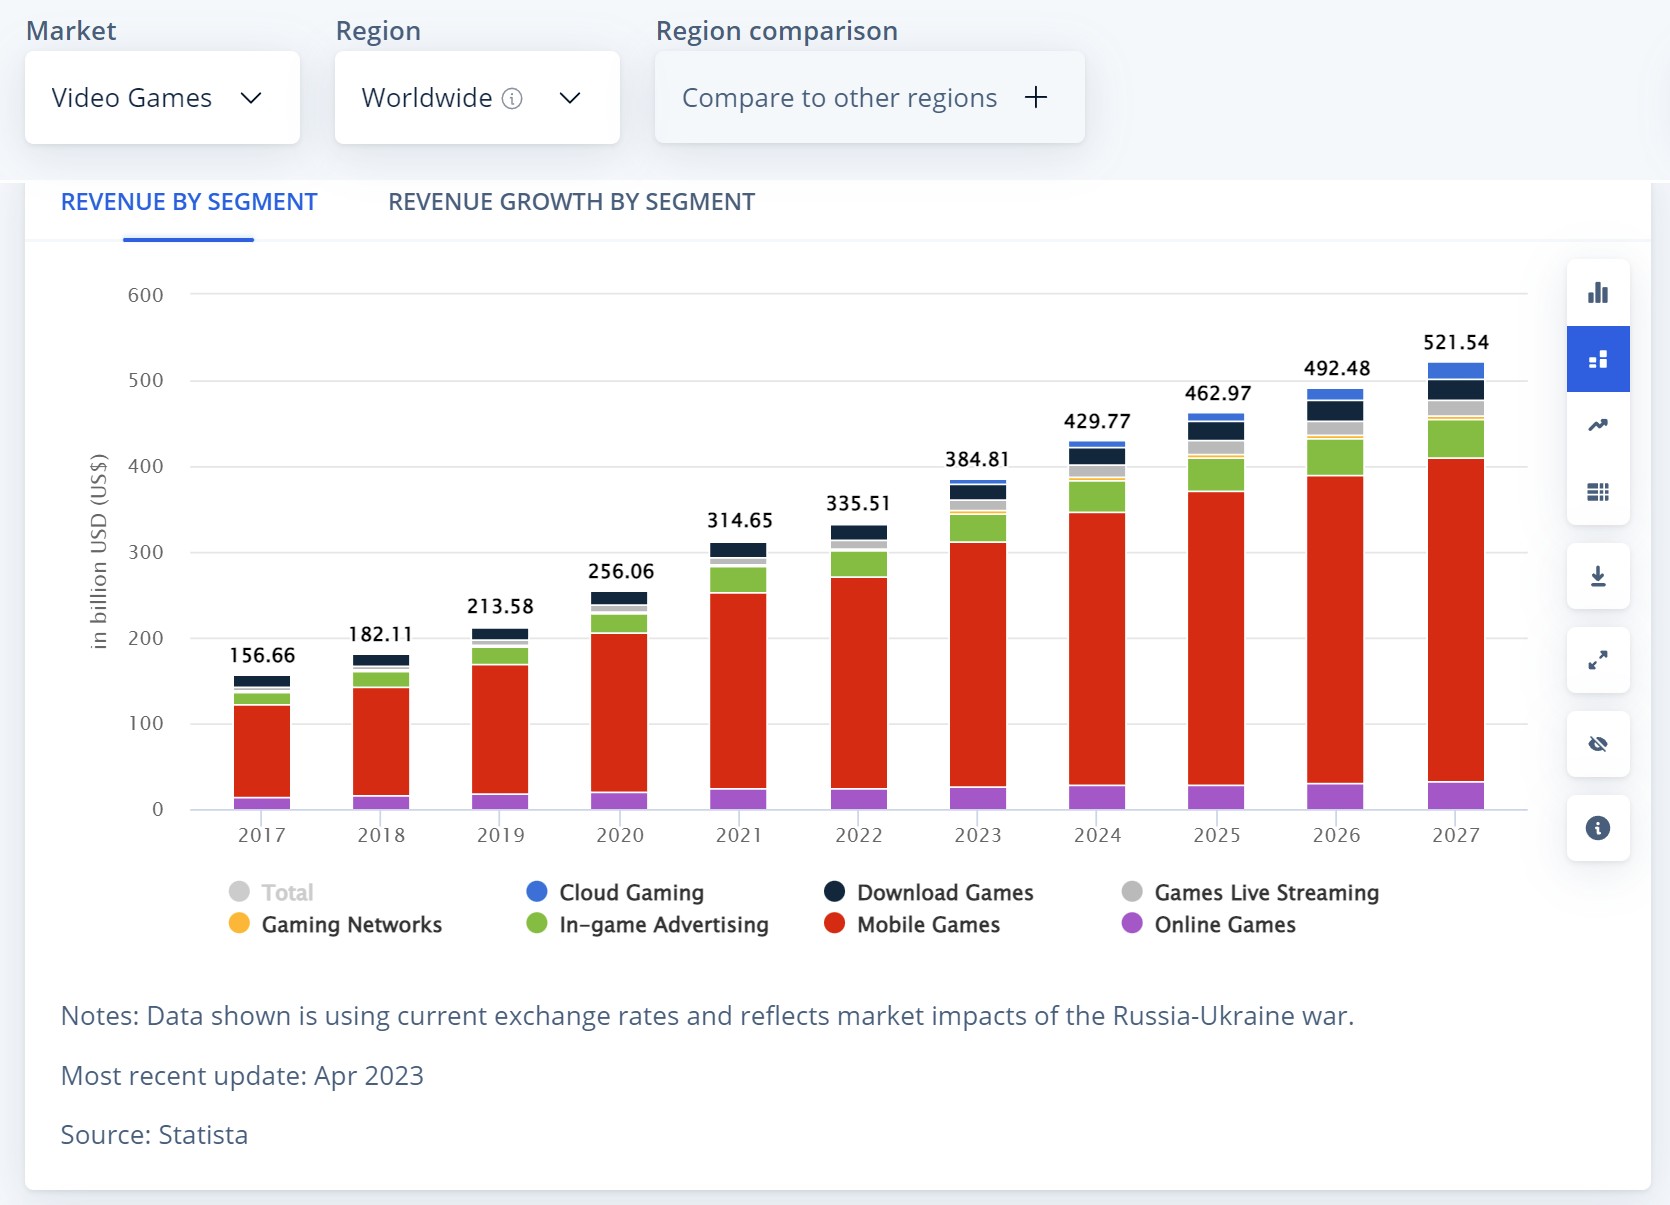 Market Region Region comparison
Video Games Worldwide Compare to other regions
REVENUE BY SEGMENT REVENUE GROWTH BY SEGMENT
in billion USD (US$)
600
500
400
300
200
100
0
156.66
182.11
213.58
256.06
314.65
335.51
384.81
429.77
462.97
492.48
521.54
2017 2018 2019 2020 2021 2022 2023 2024 2025 2026 2027
Total Cloud Gaming Download Games Games Live Streaming
Gaming Networks In-game Advertising Mobile Games Online Games
Notes: Data shown is using current exchange rates and reflects market impacts of the Russia-Ukraine war.
Most recent update: Apr 2023
Source: Statista